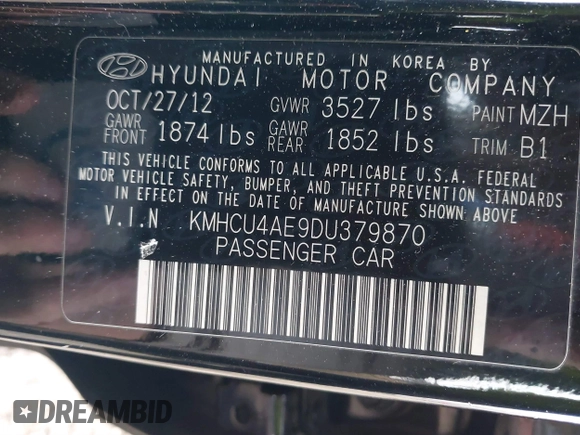 MANUFACTURED IN KOREA BY
HYUNDAI MOTOR COMPANY
OCT/27/12 GVWR 3527 lbs PAINT MZH
GAWR FRONT 1874 lbs GAWR REAR 1852 lbs TRIM B1
THIS VEHICLE CONFORMS TO ALL APPLICABLE U.S.A. FEDERAL
MOTOR VEHICLE SAFETY, BUMPER, AND THEFT PREVENTION STANDARDS
IN EFFECT ON THE DATE OF MANUFACTURE SHOWN ABOVE
V.I.N KMHCU4AE9DU379870
PASSENGER CAR
DREAMBID